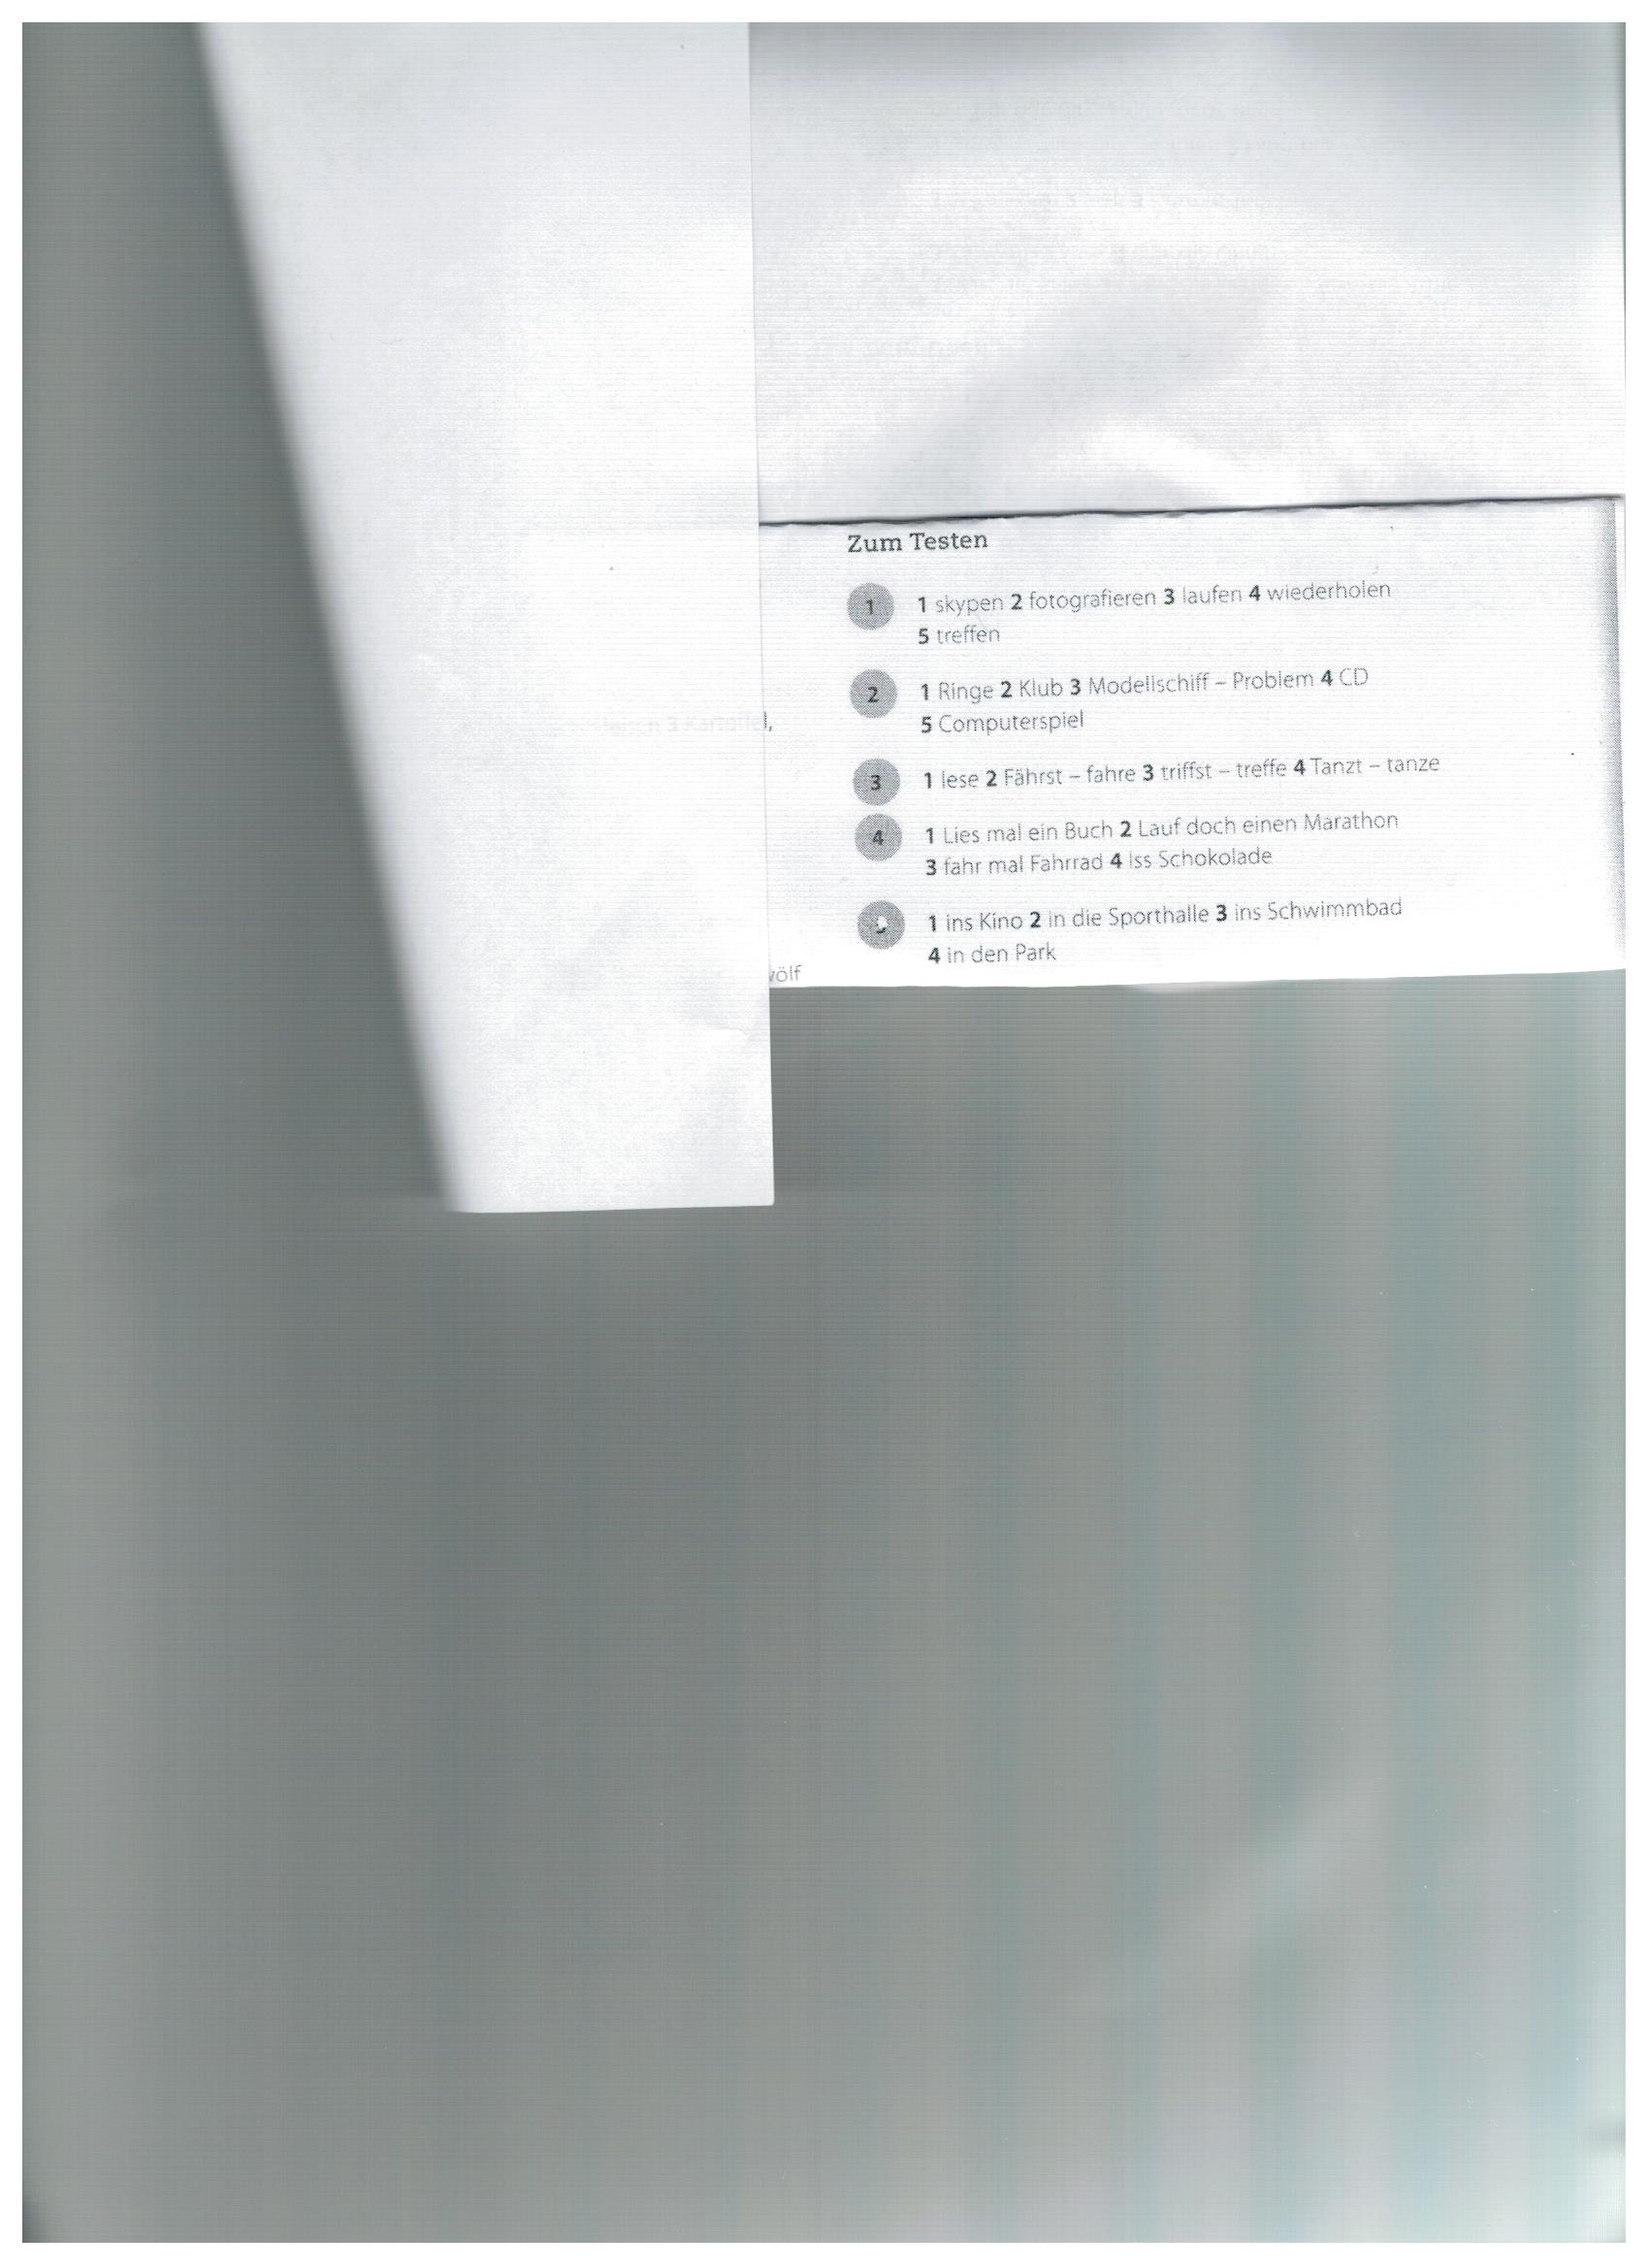 Zum Testen
1 1 skypen 2 fotografieren 3 laufen 4 wiederholen
5 treffen
2 1 Ringe 2 Klub 3 Modellschiff – Problem 4 CD
5 Computerspiel
3 Kartoffel,
3 1 lese 2 Fährst – fahre 3 triffst – treffe 4 Tanzt – tanze
4 1 Lies mal ein Buch 2 Lauf doch einen Marathon
3 fahr mal Fahrrad 4 Iss Schokolade
5 1 ins Kino 2 in die Sporthalle 3 ins Schwimmbad
4 in den Park